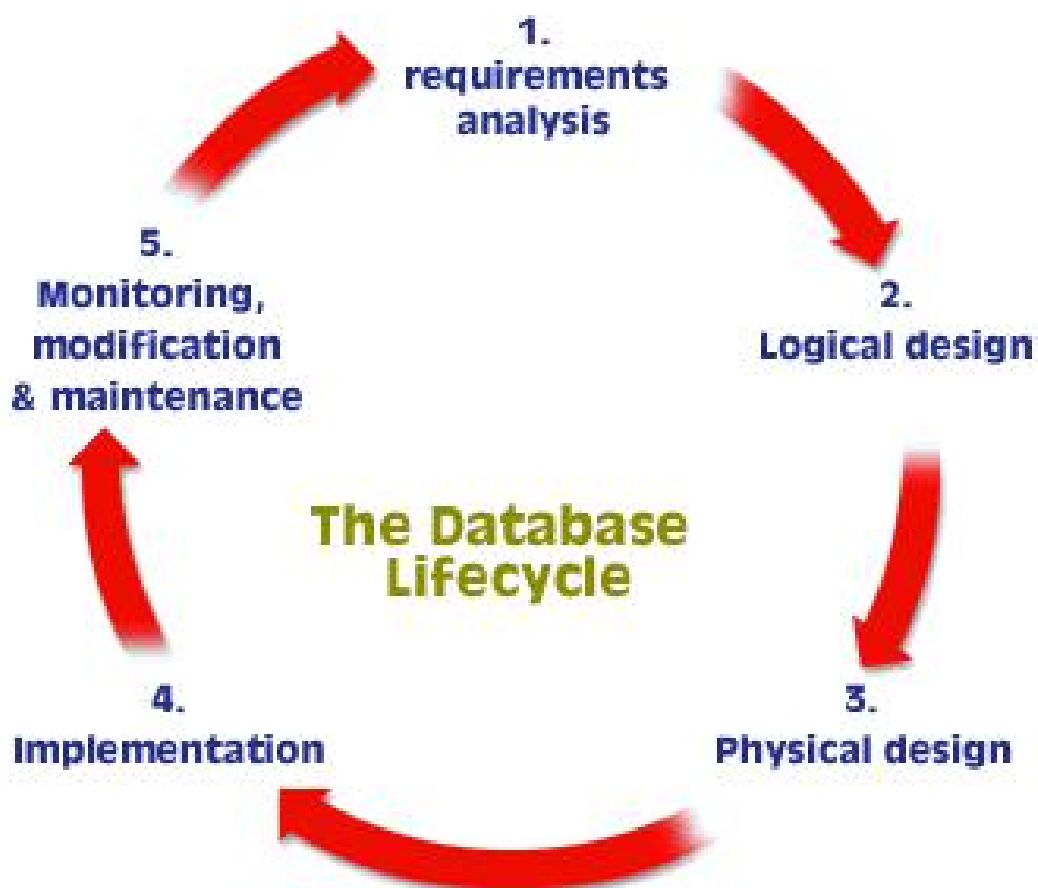 1.
requirements
analysis
2.
Logical design
3.
Physical design
4.
Implementation
5.
Monitoring,
modification
& maintenance
The Database
Lifecycle